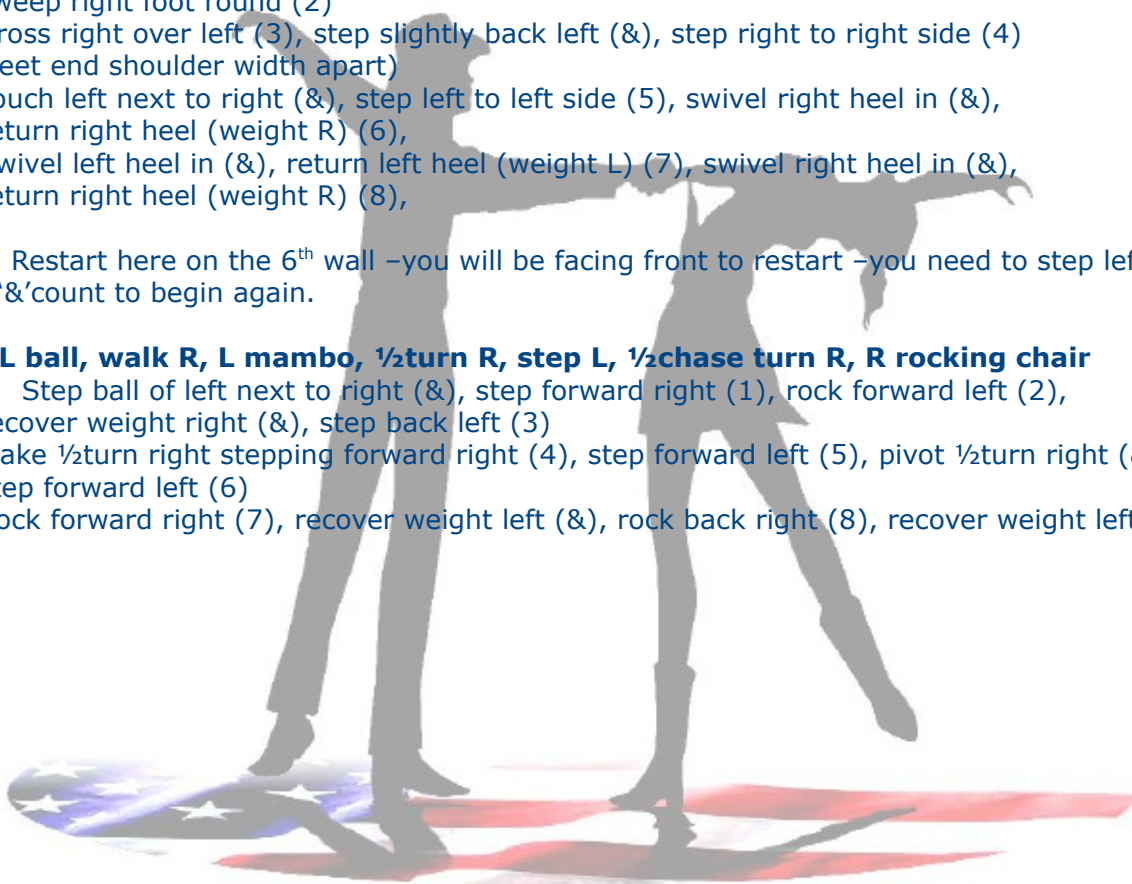 weep right foot round (2)
ross right over left (3), step slightly back left (&), step right to right side (4)
eet end shoulder width apart)
ouch left next to right (&), step left to left side (5), swivel right heel in (&),
eturn right heel (weight R) (6),
wivel left heel in (&), return left heel (weight L) (7), swivel right heel in (&),
eturn right heel (weight R) (8),
Restart here on the 6th wall –you will be facing front to restart –you need to step lef
‘&’count to begin again.
L ball, walk R, L mambo, ½turn R, step L, ½chase turn R, R rocking chair
Step ball of left next to right (&), step forward right (1), rock forward left (2),
ecover weight right (&), step back left (3)
ake ½turn right stepping forward right (4), step forward left (5), pivot ½turn right (
tep forward left (6)
ock forward right (7), recover weight left (&), rock back right (8), recover weight left